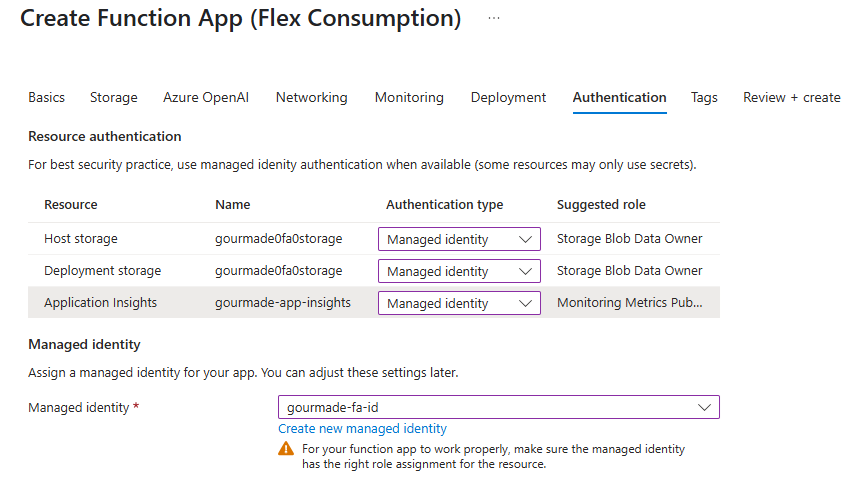 Create Function App (Flex Consumption) ...
Basics Storage Azure OpenAI Networking Monitoring Deployment Authentication Tags Review + create
Resource authentication
For best security practice, use managed idenity authentication when available (some resources may only use secrets).
Resource Name Authentication type Suggested role
Host storage gourmade0fa0storage Managed identity Storage Blob Data Owner
Deployment storage gourmade0fa0storage Managed identity Storage Blob Data Owner
Application Insights gourmade-app-insights Managed identity Monitoring Metrics Pub...
Managed identity
Assign a managed identity for your app. You can adjust these settings later.
Managed identity * gourmade-fa-id
Create new managed identity
For your function app to work properly, make sure the managed identity
has the right role assignment for the resource.